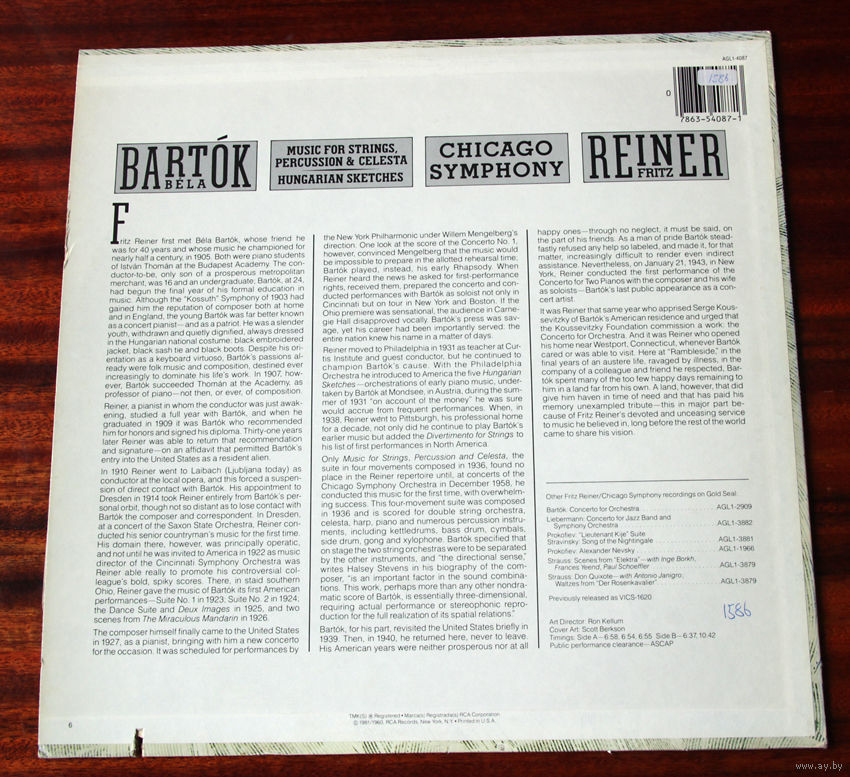 AGL1-4087
1586
0
7863-54087-1
BARTÓK
BÉLA
MUSIC FOR STRINGS,
PERCUSSION & CELESTA
HUNGARIAN SKETCHES
CHICAGO
SYMPHONY
REINER
FRITZ
Fritz Reiner first met Béla Bartók, whose friend he
was for 40 years and whose music he championed for
nearly half a century, in 1905. Both were piano students
of István Thomán at the Budapest Academy. The con-
ductor-to-be, only son of a prosperous metropolitan
merchant, was 16 and an undergraduate; Bartók, at 24,
had begun the final year of his formal education in
music. Although the "Kossuth" Symphony of 1903 had
gained him the reputation of composer both at home
and in England, the young Bartók was far better known
as a concert pianist—and as a patriot. He was a slender
youth, withdrawn and quietly dignified, always dressed
in the Hungarian national costume: black embroidered
jacket, black sash tie and black boots. Despite his ori-
entation as a keyboard virtuoso, Bartók's passions al-
ready were folk music and composition, destined ever
increasingly to dominate his life's work. In 1907, how-
ever, Bartók succeeded Thomán at the Academy, as
professor of piano—not then, or ever, of composition.
Reiner, a pianist in whom the conductor was just awak-
ening, studied a full year with Bartók, and when he
graduated in 1909 it was Bartók who recommended
him for honors and signed his diploma. Thirty-one years
later Reiner was able to return that recommendation
and signature—on an affidavit that permitted Bartók's
entry into the United States as a resident alien.
In 1910 Reiner went to Laibach (Ljubljana today) as
conductor at the local opera, and this forced a suspen-
sion of direct contact with Bartók. His appointment to
Dresden in 1914 took Reiner entirely from Bartók's per-
sonal orbit, though not so distant as to lose contact with
Bartók the composer and correspondent. In Dresden,
at a concert of the Saxon State Orchestra, Reiner con-
ducted his senior countryman's music for the first time.
His domain there, however, was principally operatic,
and not until he was invited to America in 1922 as music
director of the Cincinnati Symphony Orchestra was
Reiner able really to promote his controversial col-
league's bold, spiky scores. There, in staid southern
Ohio, Reiner gave the music of Bartók its first American
performances—Suite No. 1 in 1923; Suite No. 2 in 1924;
the Dance Suite and Deux Images in 1925, and two
scenes from The Miraculous Mandarin in 1926.
The composer himself finally came to the United States
in 1927, as a pianist, bringing with him a new concerto
for the occasion. It was scheduled for performances by
the New York Philharmonic under Willem Mengelberg's
direction. One look at the score of the Concerto No. 1,
however, convinced Mengelberg that the music would
be impossible to prepare in the allotted rehearsal time;
Bartók played, instead, his early Rhapsody. When
Reiner heard the news he asked for first-performance
rights, received them, prepared the concerto and con-
ducted performances with Bartók as soloist not only in
Cincinnati but on tour in New York and Boston. If the
Ohio premiere was sensational, the audience in Carne-
gie Hall disapproved vocally. Bartók's press was sav-
age, yet his career had been importantly served: the
entire nation knew his name in a matter of days.
Reiner moved to Philadelphia in 1931 as teacher at Cur-
tis Institute and guest conductor, but he continued to
champion Bartók's cause. With the Philadelphia
Orchestra he introduced to America the five Hungarian
Sketches—orchestrations of early piano music, under-
taken by Bartók at Mondsee, in Austria, during the sum-
mer of 1931 "on account of the money" he was sure
would accrue from frequent performances. When, in
1938, Reiner went to Pittsburgh, his professional home
for a decade, not only did he continue to play Bartók's
earlier music but added the Divertimento for Strings to
his list of first performances in North America.
Only Music for Strings, Percussion and Celesta, the
suite in four movements composed in 1936, found no
place in the Reiner repertoire until, at concerts of the
Chicago Symphony Orchestra in December 1958, he
conducted this music for the first time, with overwhelm-
ing success. This four-movement suite was composed
in 1936 and is scored for double string orchestra,
celesta, harp, piano and numerous percussion instru-
ments, including kettledrums, bass drum, cymbals,
side drum, gong and xylophone. Bartók specified that
on stage the two string orchestras were to be separated
by the other instruments, and "the directional sense,"
writes Halsey Stevens in his biography of the com-
poser, "is an important factor in the sound combina-
tions. This work, perhaps more than any other nondra-
matic score of Bartók, is essentially three-dimensional,
requiring actual performance or stereophonic repro-
duction for the full realization of its spatial relations."
Bartók, for his part, revisited the United States briefly in
1939. Then, in 1940, he returned here, never to leave.
His American years were neither prosperous nor at all
happy ones—through no neglect, it must be said, on
the part of his friends. As a man of pride Bartók stead-
fastly refused any help so labeled, and made it, for that
matter, increasingly difficult to render even indirect
assistance. Nevertheless, on January 21, 1943, in New
York, Reiner conducted the first performance of the
Concerto for Two Pianos with the composer and his wife
as soloists—Bartók's last public appearance as a con-
cert artist.
It was Reiner that same year who apprised Serge Kous-
sevitzky of Bartók's American residence and urged that
the Koussevitzky Foundation commission a work: the
Concerto for Orchestra. And it was Reiner who opened
his home near Westport, Connecticut, whenever Bartók
cared or was able to visit. Here at "Rambleside," in the
final years of an austere life, ravaged by illness, in the
company of a colleague and friend he respected, Bar-
tók spent many of the too few happy days remaining to
him in a land far from his own. A land, however, that did
give him haven in time of need and that has paid his
memory unexampled tribute—this in major part be-
cause of Fritz Reiner's devoted and unceasing service
to music he believed in, long before the rest of the world
came to share his vision.
Other Fritz Reiner/Chicago Symphony recordings on Gold Seal:
Bartók: Concerto for Orchestra AGL1-2909
Liebermann: Concerto for Jazz Band and
Symphony Orchestra AGL1-3882
Prokofiev: "Lieutenant Kije" Suite
Stravinsky: Song of the Nightingale AGL1-3881
Prokofiev: Alexander Nevsky AGL1-1966
Strauss: Scenes from "Elektra"—with Inge Borkh,
Frances Yeend, Paul Schoeffler AGL1-3879
Strauss: Don Quixote—with Antonio Janigro;
Waltzes from "Der Rosenkavalier" AGL1-3879
Previously released as VICS-1620
1586
Art Director: Ron Kellum
Cover Art: Scott Berkson
Timings: Side A—6:58, 6:54, 6:55 Side B—6:37, 10:42
Public performance clearance—ASCAP
TMK(S) ® Registered • Marca(s) Registrada(s) RCA Corporation
© 1981/1960, RCA Records, New York, N.Y. • Printed in U.S.A.
6
www.ay.by